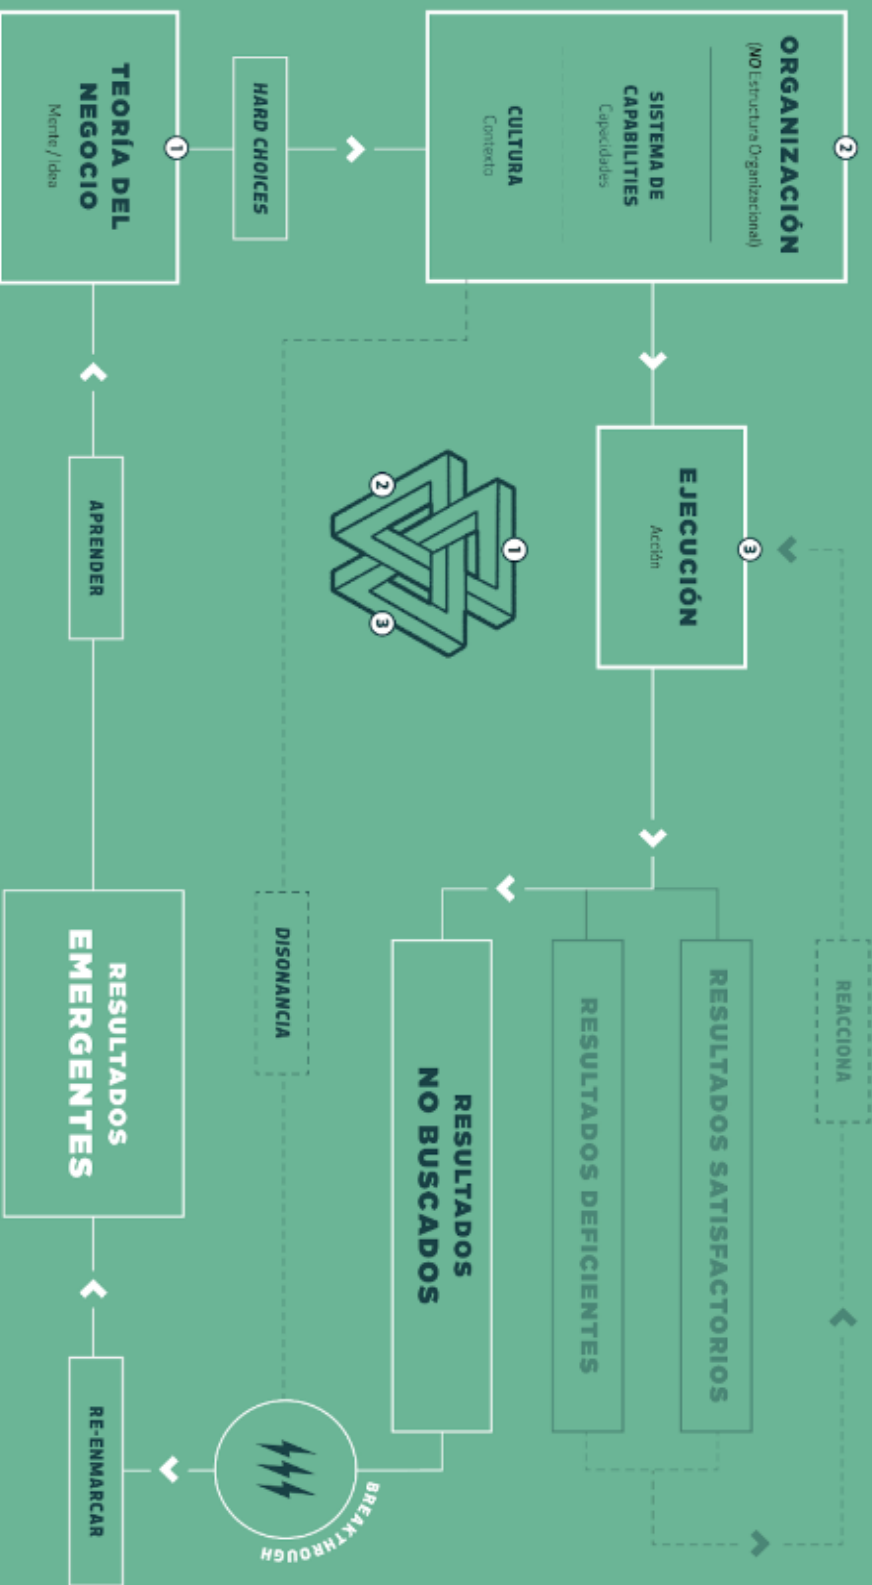 ORGANIZACIÓN
(NO Estructura Organizacional)
SISTEMA DE
CAPABILITIES
Capacidades
CULTURA
Contexto
2
HARD CHOICES
TEORÍA DEL
NEGOCIO
Mente / Idea
1
EJECUCIÓN
Acción
3
1
2
3
APRENDER
REACCIONA
RESULTADOS SATISFACTORIOS
RESULTADOS DEFICIENTES
RESULTADOS
NO BUSCADOS
DISONANCIA
RESULTADOS
EMERGENTES
BREAKTHROUGH
RE-ENMARCAR